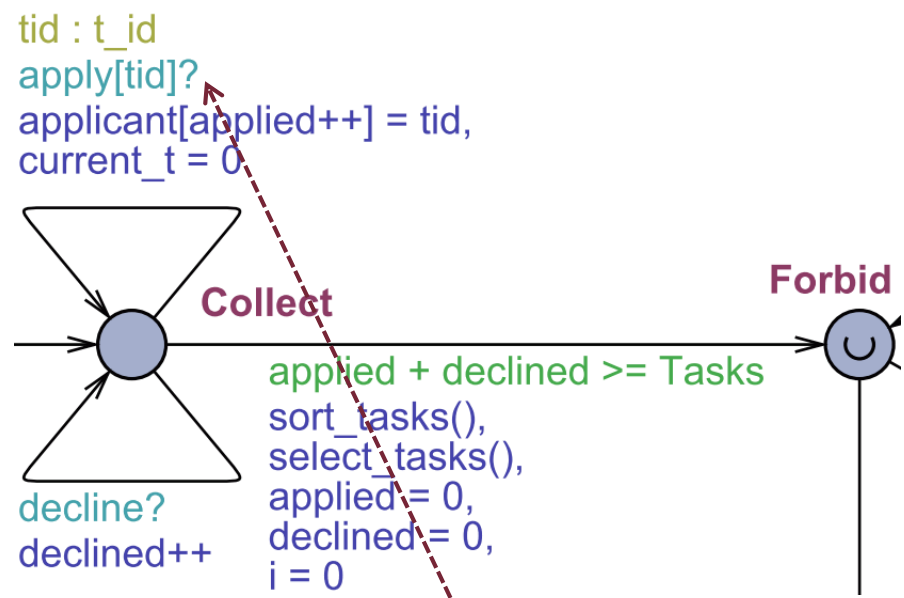 tid : t_id
apply[tid]?
applicant[applied++] = tid,
current_t = 0
Collect
Forbid
applied + declined >= Tasks
sort_tasks(),
select_tasks(),
applied = 0,
declined = 0,
i = 0
decline?
declined++